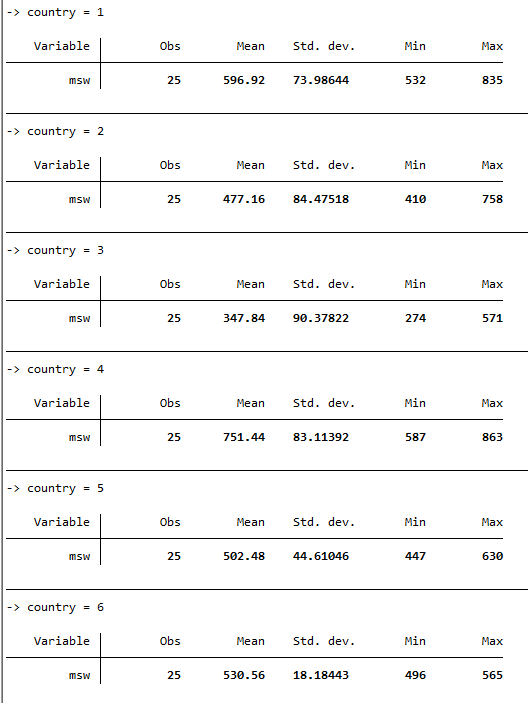 -> country = 1
Variable Obs Mean Std. dev. Min Max
msw 25 596.92 73.98644 532 835
-> country = 2
Variable Obs Mean Std. dev. Min Max
msw 25 477.16 84.47518 410 758
-> country = 3
Variable Obs Mean Std. dev. Min Max
msw 25 347.84 90.37822 274 571
-> country = 4
Variable Obs Mean Std. dev. Min Max
msw 25 751.44 83.11392 587 863
-> country = 5
Variable Obs Mean Std. dev. Min Max
msw 25 502.48 44.61046 447 630
-> country = 6
Variable Obs Mean Std. dev. Min Max
msw 25 530.56 18.18443 496 565